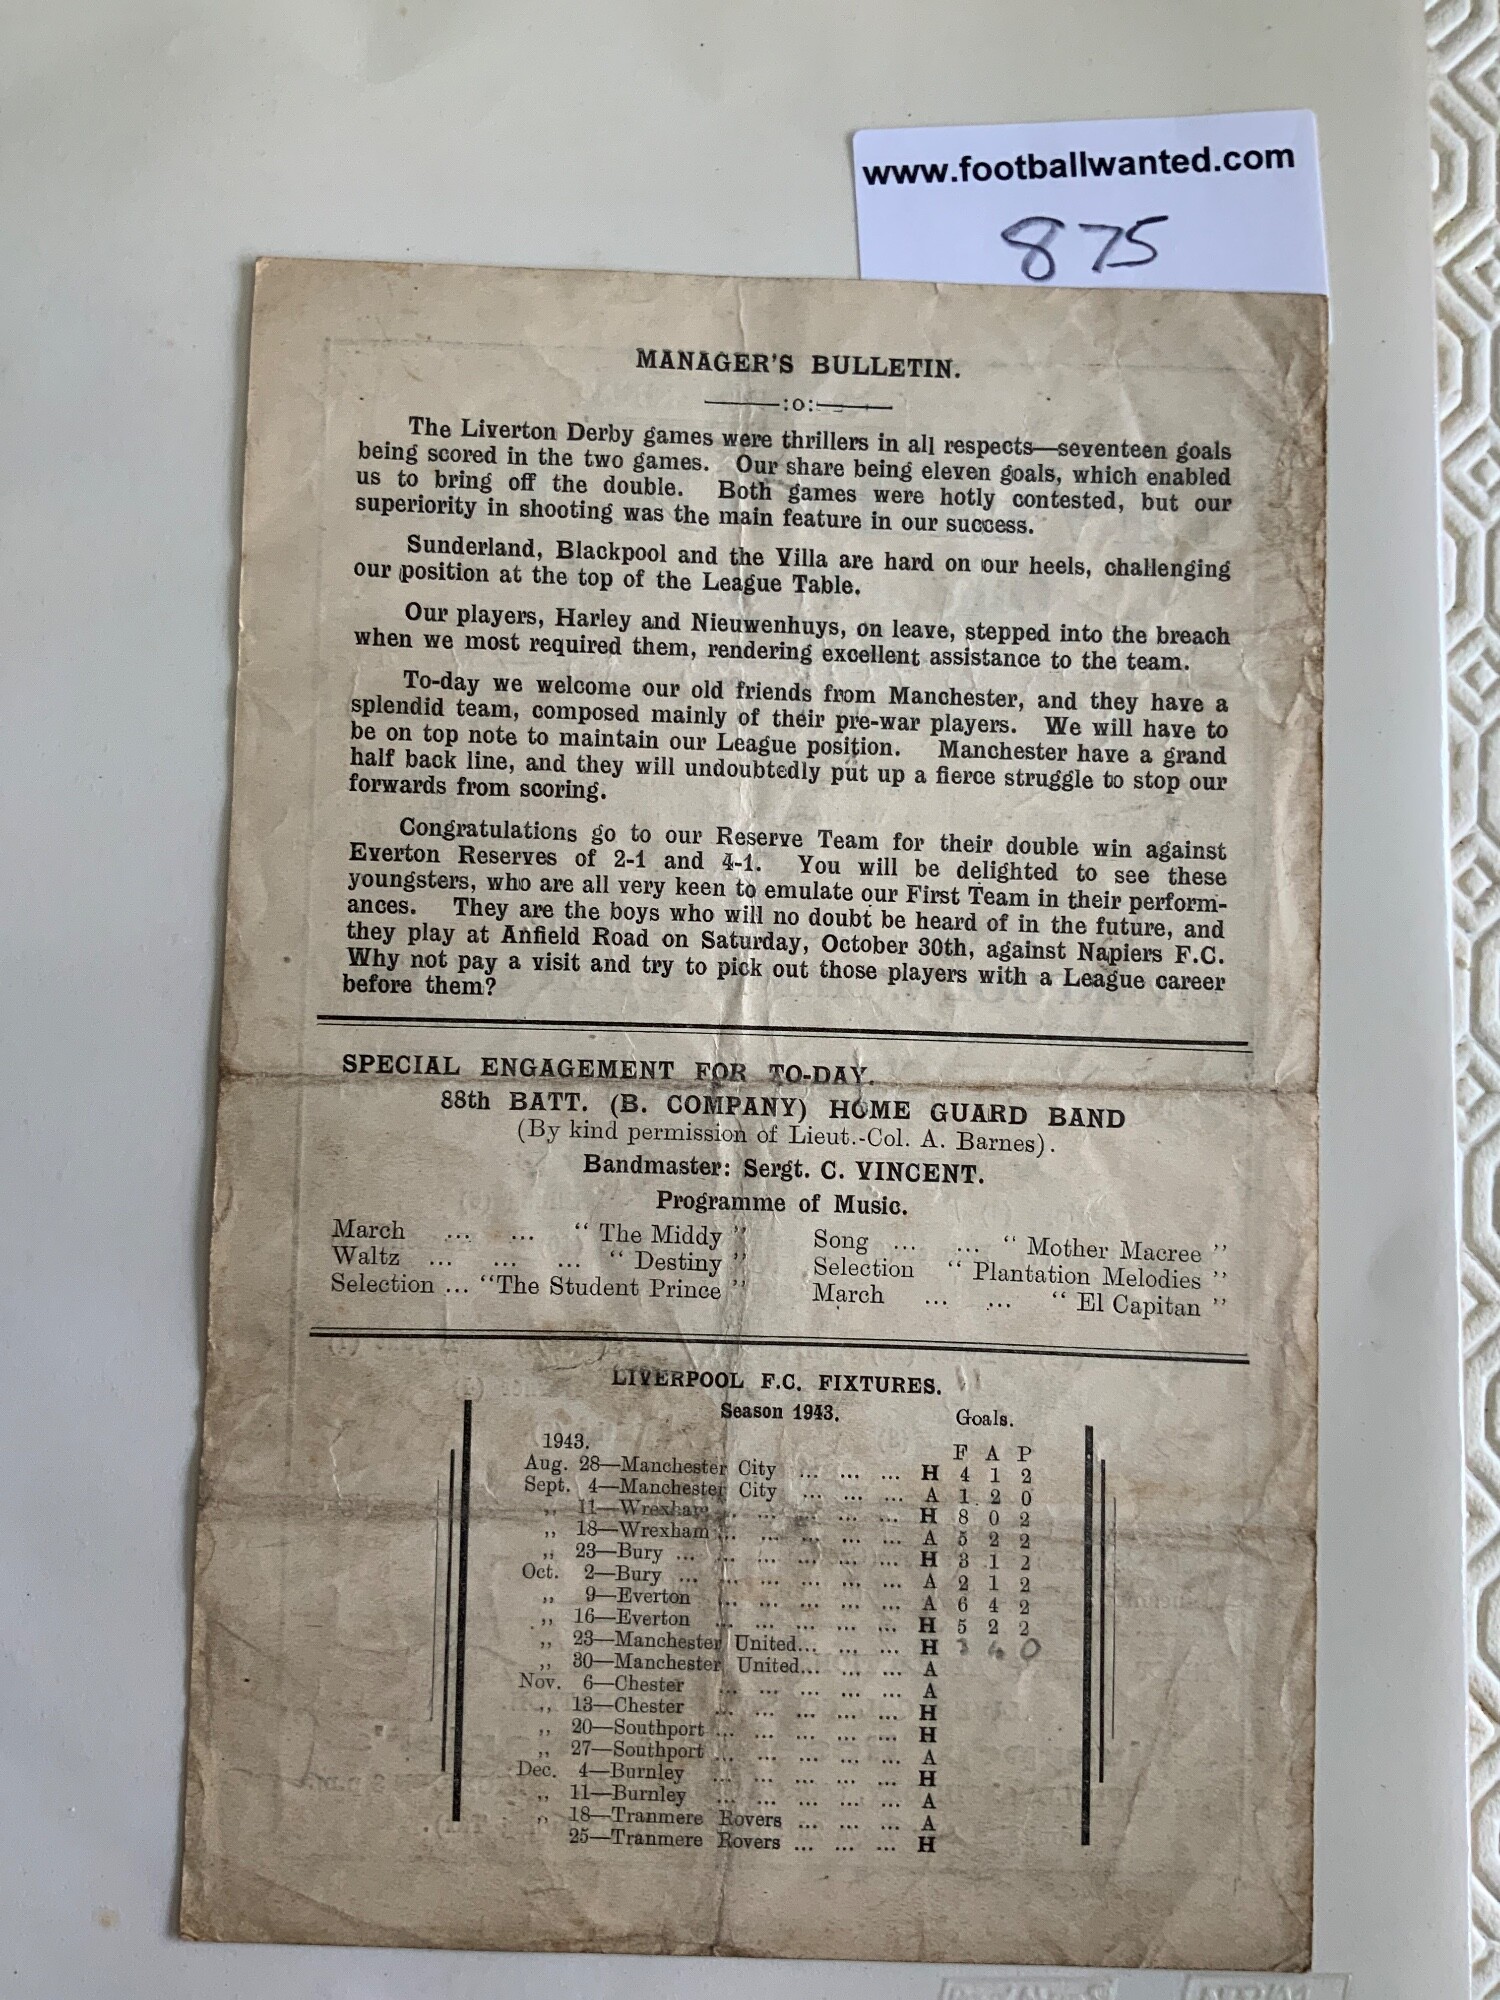 www.footballwanted.com
875
MANAGER'S BULLETIN.
:o:
The Liverton Derby games were thrillers in all respects—seventeen goals
being scored in the two games. Our share being eleven goals, which enabled
us to bring off the double. Both games were hotly contested, but our
superiority in shooting was the main feature in our success.
Sunderland, Blackpool and the Villa are hard on our heels, challenging
our position at the top of the League Table.
Our players, Harley and Nieuwenhuys, on leave, stepped into the breach
when we most required them, rendering excellent assistance to the team.
To-day we welcome our old friends from Manchester, and they have a
splendid team, composed mainly of their pre-war players. We will have to
be on top note to maintain our League position. Manchester have a grand
half back line, and they will undoubtedly put up a fierce struggle to stop our
forwards from scoring.
Congratulations go to our Reserve Team for their double win against
Everton Reserves of 2-1 and 4-1. You will be delighted to see these
youngsters, who are all very keen to emulate our First Team in their perform-
ances. They are the boys who will no doubt be heard of in the future, and
they play at Anfield Road on Saturday, October 30th, against Napiers F.C.
Why not pay a visit and try to pick out those players with a League career
before them?
SPECIAL ENGAGEMENT FOR TO-DAY.
88th BATT. (B. COMPANY) HOME GUARD BAND
(By kind permission of Lieut.-Col. A. Barnes).
Bandmaster: Sergt. C. VINCENT.
Programme of Music.
March ... ... "The Middy"
Waltz ... ... ... "Destiny"
Selection ... "The Student Prince"
Song ... ... "Mother Macree"
Selection "Plantation Melodies"
March ... ... "El Capitan"
LIVERPOOL F.C. FIXTURES.
Season 1943. Goals.
1943. F A P
Aug. 28—Manchester City ... ... ... H 4 1 2
Sept. 4—Manchester City ... ... ... A 1 2 0
,, 11—Wrexham ... ... ... ... ... H 8 0 2
,, 18—Wrexham ... ... ... ... ... A 5 2 2
,, 23—Bury ... ... ... ... ... ... H 3 1 2
Oct. 2—Bury ... ... ... ... ... ... A 2 1 2
,, 9—Everton ... ... ... ... ... A 6 4 2
,, 16—Everton ... ... ... ... ... H 5 2 2
,, 23—Manchester United... ... ... H 3 4 0
,, 30—Manchester United... ... ... A
Nov. 6—Chester ... ... ... ... ... A
,, 13—Chester ... ... ... ... ... H
,, 20—Southport ... ... ... ... ... H
,, 27—Southport ... ... ... ... ... A
Dec. 4—Burnley ... ... ... ... ... H
,, 11—Burnley ... ... ... ... ... A
,, 18—Tranmere Rovers ... ... ... A
25—Tranmere Rovers ... ... ... H